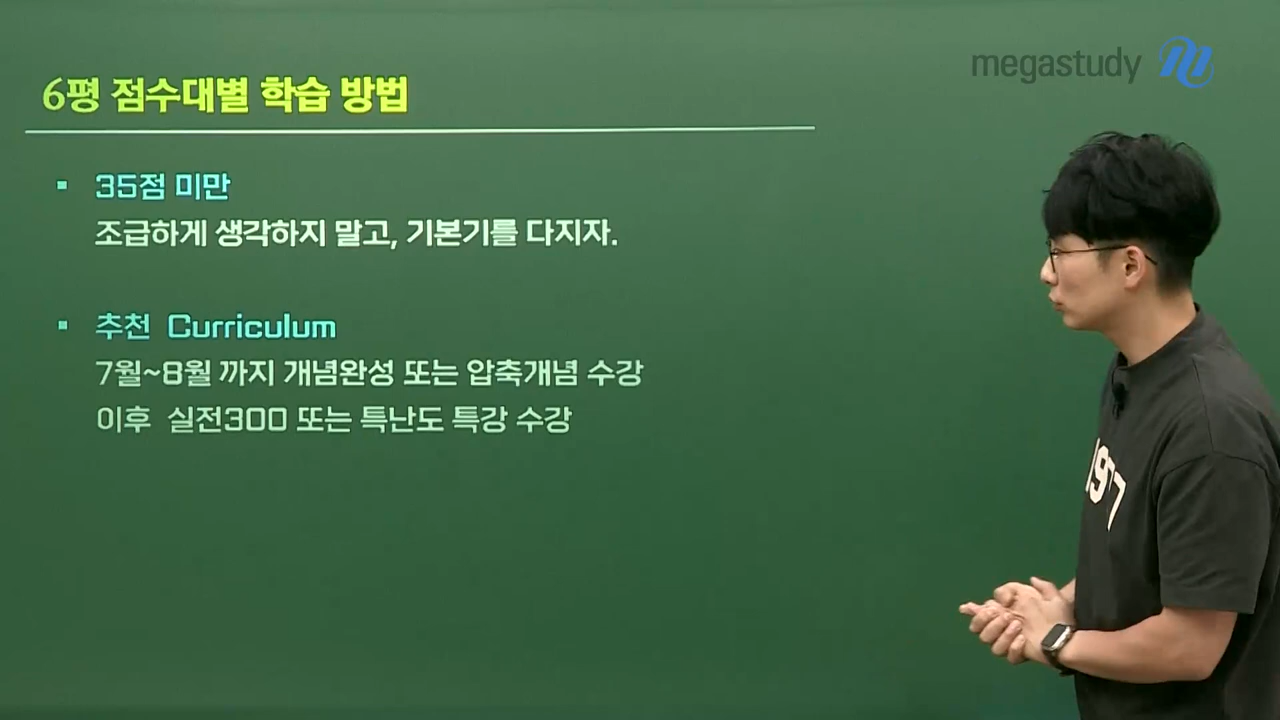 megastudy
6평 점수대별 학습 방법
35점 미만
조급하게 생각하지 말고, 기본기를 다지자.
추천 Curriculum
7월~8월 까지 개념완성 또는 압축개념 수강
이후 실전300 또는 특난도 특강 수강